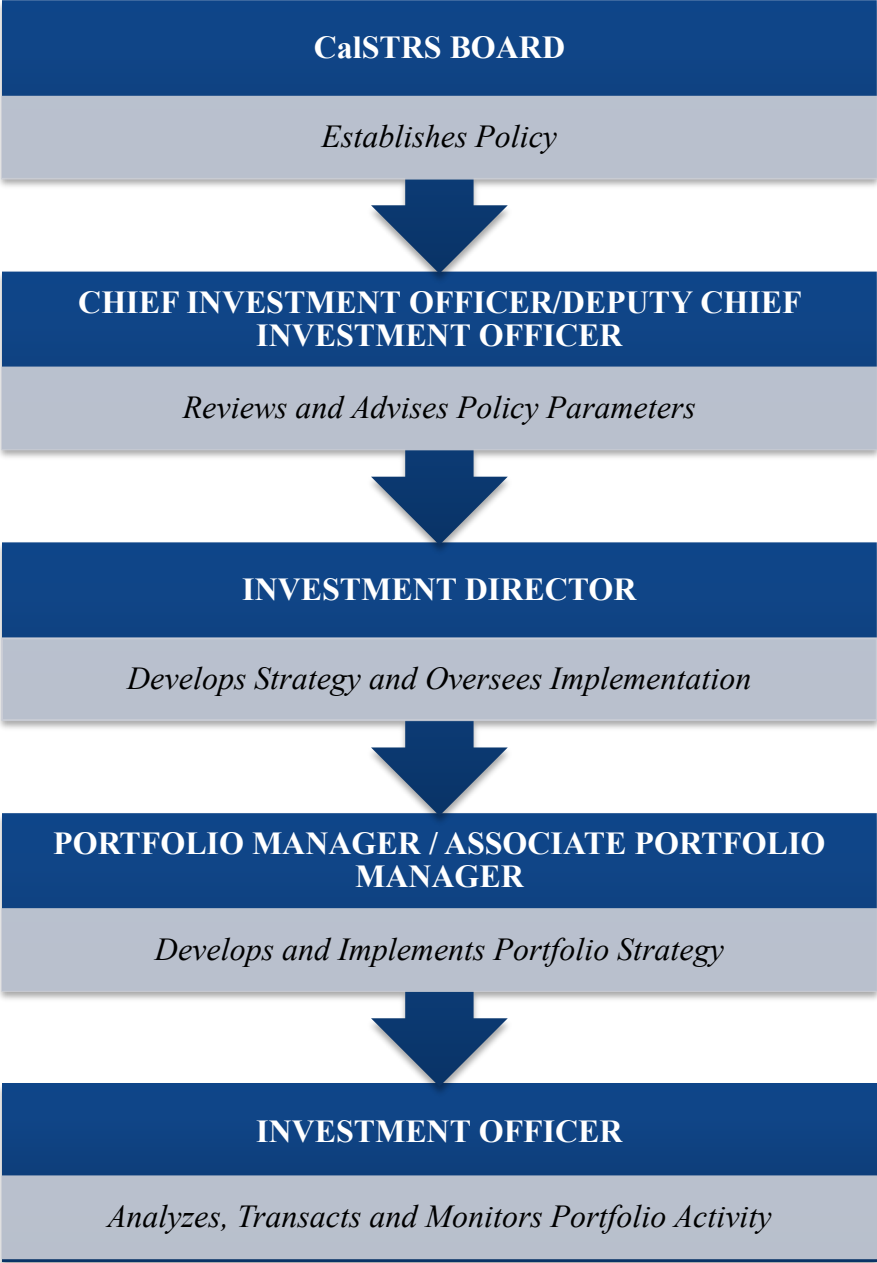 CalSTRS BOARD
Establishes Policy
CHIEF INVESTMENT OFFICER/DEPUTY CHIEF
INVESTMENT OFFICER
Reviews and Advises Policy Parameters
INVESTMENT DIRECTOR
Develops Strategy and Oversees Implementation
PORTFOLIO MANAGER / ASSOCIATE PORTFOLIO
MANAGER
Develops and Implements Portfolio Strategy
INVESTMENT OFFICER
Analyzes, Transacts and Monitors Portfolio Activity